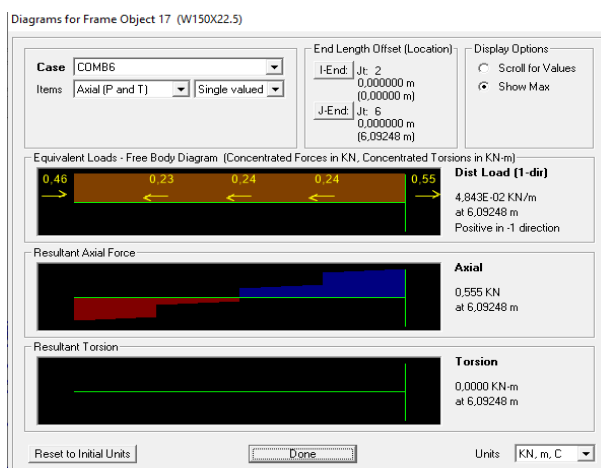 Diagrams for Frame Object 17 (W150X22.5)
End Length Offset (Location)
Display Options
Case COMB6
I-End: Jt: 2
0,000000 m
(0,00000 m)
Scroll for Values
Items Axial (P and T) Single valued
Show Max
J-End: Jt: 6
0,000000 m
(6,09248 m)
Equivalent Loads - Free Body Diagram (Concentrated Forces in KN, Concentrated Torsions in KN-m)
0,46 0,23 0,24 0,24 0,55
Dist Load (1-dir)
4,843E-02 KN/m
at 6,09248 m
Positive in -1 direction
Resultant Axial Force
Axial
0,555 KN
at 6,09248 m
Resultant Torsion
Torsion
0,0000 KN-m
at 6,09248 m
Reset to Initial Units Done Units KN, m, C